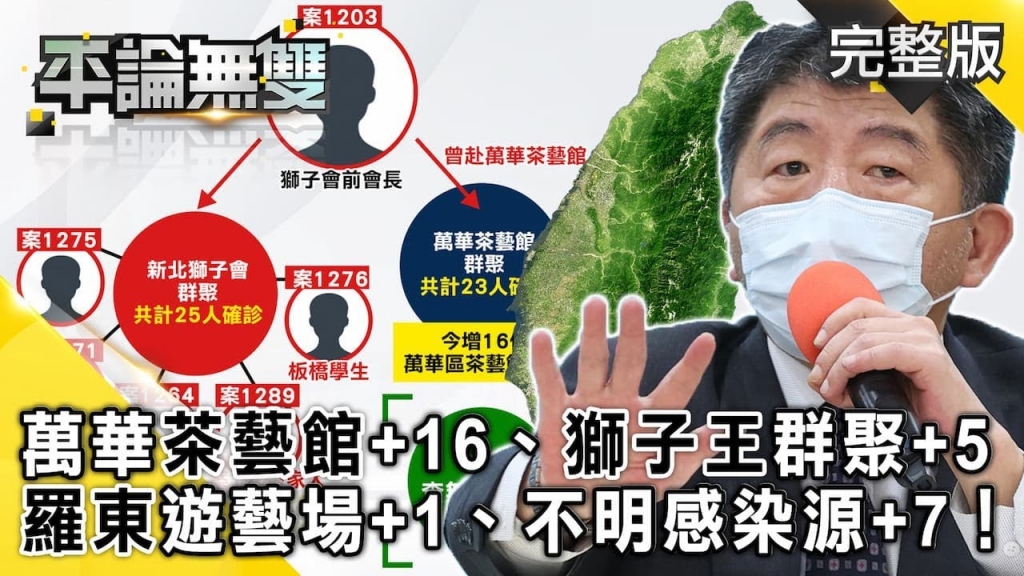 平論無雙
完整版
案1203
獅子會前會長
曾赴萬華茶藝館
案1275
新北獅子會
群聚
共計25人確診
案1276
板橋學生
萬華茶藝館
群聚
共計23人確
今增16
萬華區茶藝館
案1289
萬華茶藝館+16、獅子王群聚+5
羅東遊藝場+1、不明感染源+7！